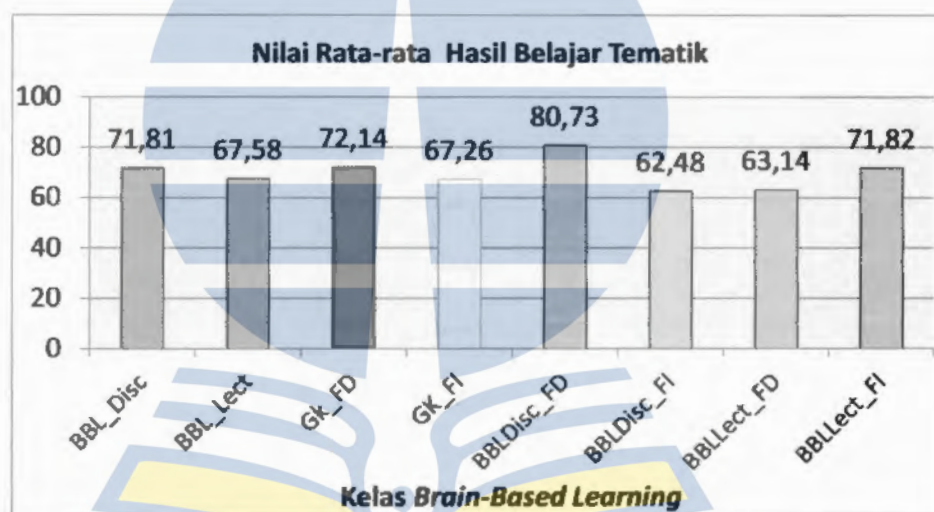 Nilai Rata-rata Hasil Belajar Tematik
100
80
60
40
20
0
71,81
67,58
72,14
67,26
80,73
62,48
63,14
71,82
BBL_Disc
BBL_Lect
Gk_FD
GK_FI
BBLDisc_FD
BBLDisc_FI
BBLLect_FD
BBLLect_FI
Kelas Brain-Based Learning